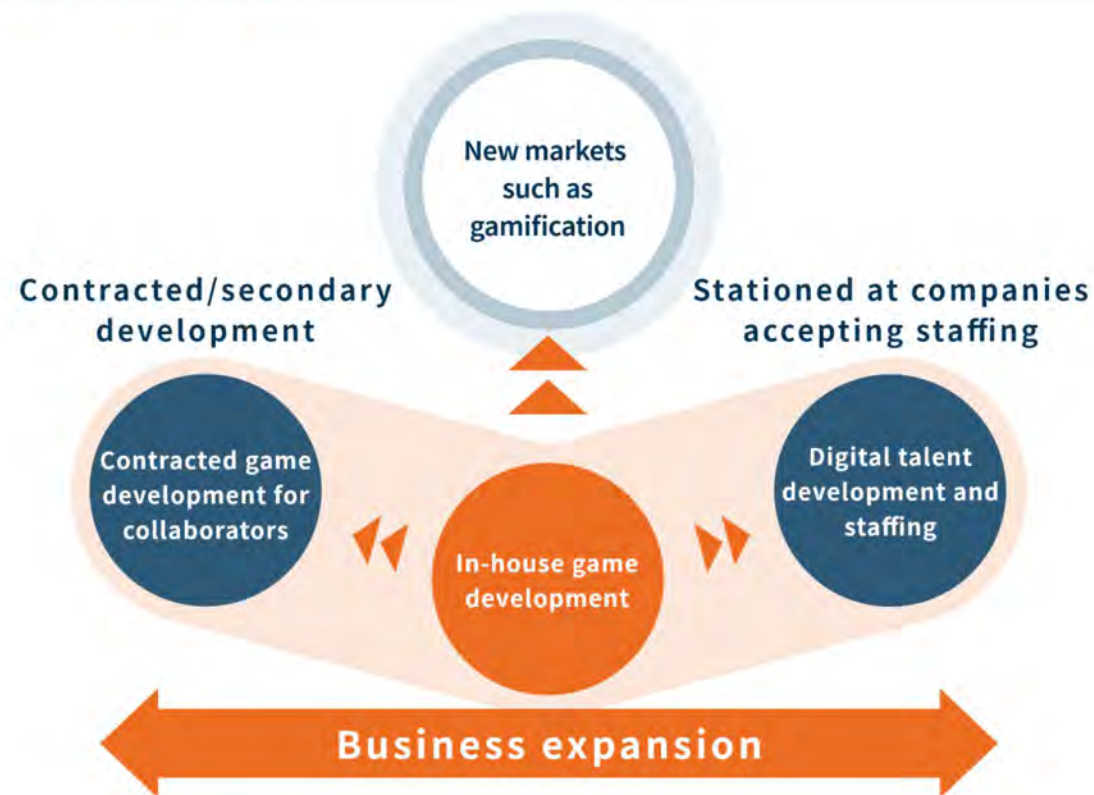 New markets
such as
gamification
Contracted/secondary
development
Stationed at companies
accepting staffing
Contracted game
development for
collaborators
Digital talent
development and
staffing
In-house game
development
Business expansion